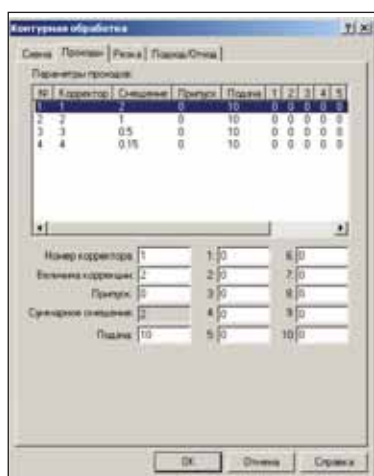 Контурная обработка
Схема Проходы Резка Подход/Отход
Параметры проходов:
№ Корректор Смещение Припуск Подача 1 2 3 4 5
1 1 2 0 10 0 0 0 0 0
2 2 1 0 10 0 0 0 0 0
3 3 0.5 0 10 0 0 0 0 0
4 4 0.15 0 10 0 0 0 0 0
Номер корректора: 1 1: 0 6: 0
Величина коррекции: 2 2: 0 7: 0
Припуск: 0 3: 0 8: 0
Суммарное смещение: 2 4: 0 9: 0
Подача: 10 5: 0 10: 0
OK Отмена Справка